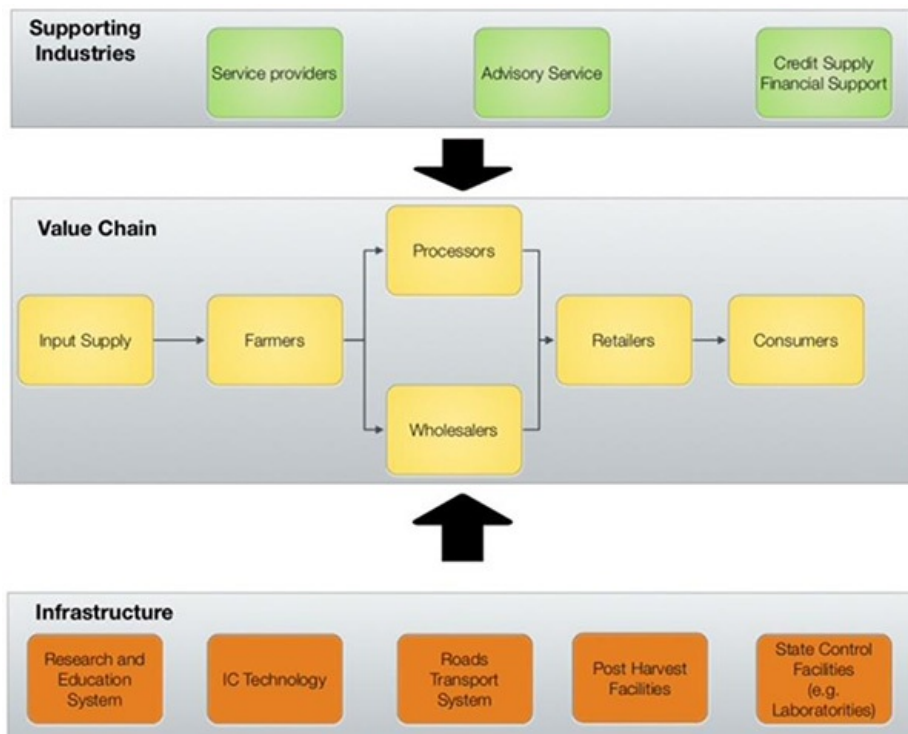 Supporting
Industries
Service providers
Advisory Service
Credit Supply
Financial Support
Value Chain
Processors
Input Supply
Farmers
Retailers
Consumers
Wholesalers
Infrastructure
Research and
Education
System
IC Technology
Roads
Transport
System
Post Harvest
Facilities
State Control
Facilities
(e.g.
Laboratorities)